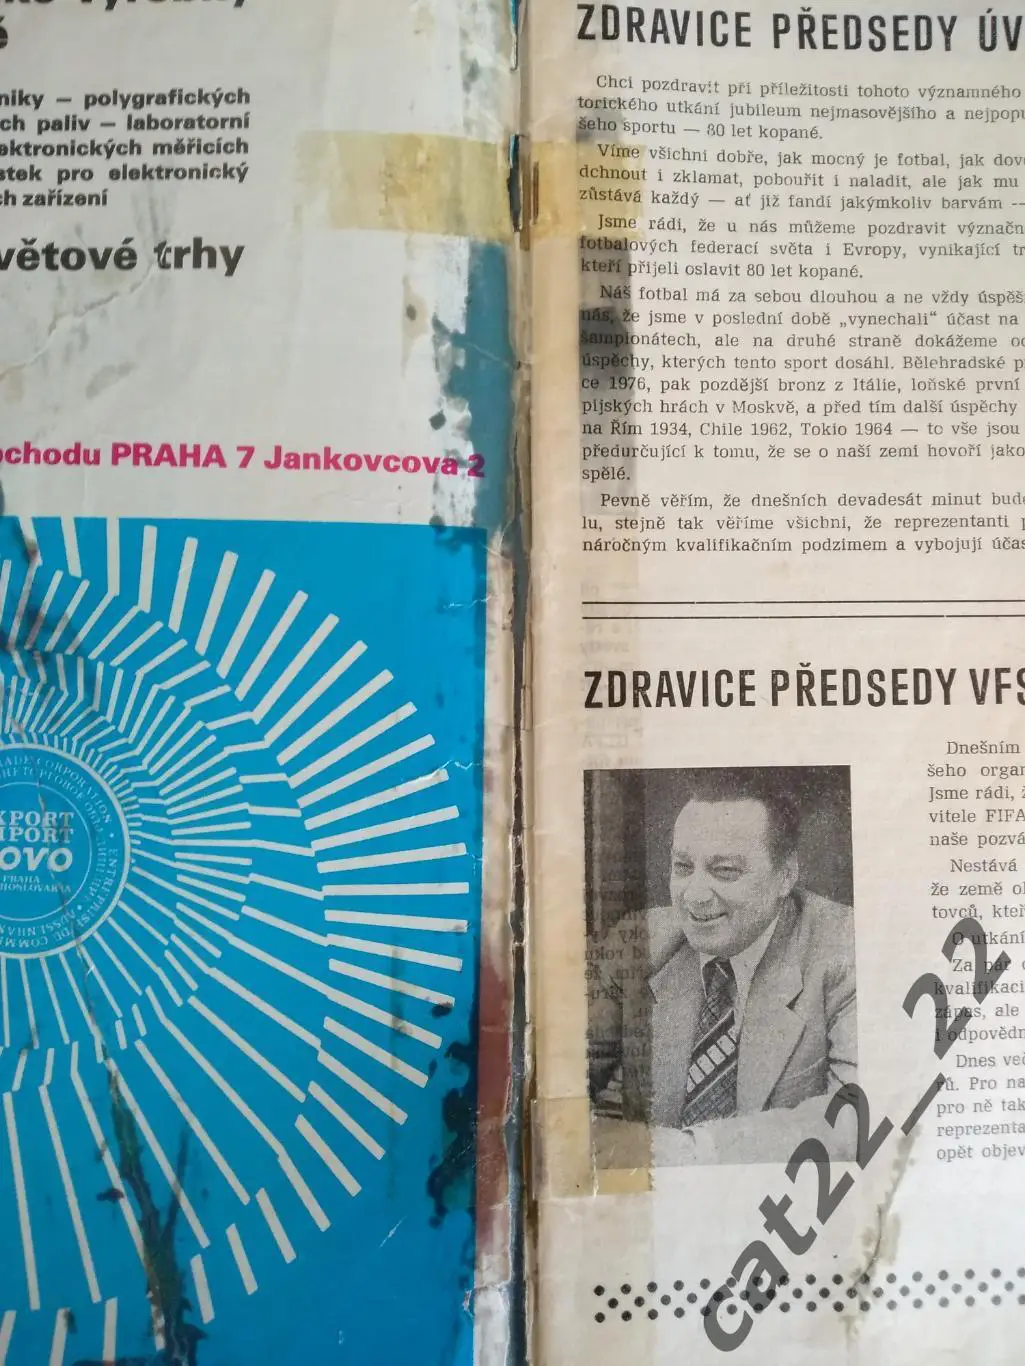 niky — polygrafických
ch paliv — laboratorní
ektronických měřicích
stek pro elektronický
ch zařízení
větové trhy
bchodu PRAHA 7 Jankovcova 2
ZDRAVICE PŘEDSEDY ÚV
Chci pozdravit při příležitosti tohoto významného
torického utkání jubileum nejmasovějšího a nejpopu
šeho sportu — 80 let kopané.
Víme všichni dobře, jak mocný je fotbal, jak dove
dchnout i zklamat, pobouřit i naladit, ale jak mu
zůstává každý — ať již fandí jakýmkoliv barvám —
Jsme rádi, že u nás můžeme pozdravit význačn
fotbalových federací světa i Evropy, vynikající tr
kteří přijeli oslavit 80 let kopané.
Náš fotbal má za sebou dlouhou a ne vždy úspěš
nás, že jsme v poslední době „vynechali“ účast na
šampionátech, ale na druhé straně dokážeme oc
úspěchy, kterých tento sport dosáhl. Bělehradské p
ce 1976, pak pozdější bronz z Itálie, loňské první
pijských hrách v Moskvě, a před tím další úspěchy
na Řím 1934, Chile 1962, Tokio 1964 — to vše jsou
předurčující k tomu, že se o naší zemi hovoří jako
spělé.
Pevně věřím, že dnešních devadesát minut bude
lu, stejně tak věříme všichni, že reprezentanti p
náročným kvalifikačním podzimem a vybojují účas
ZDRAVICE PŘEDSEDY VFS
Dnešním
šeho organ
Jsme rádi, ž
vitele FIFA
naše pozvá
Nestává
že země ol
tovců, kteř
O utkání
Za pár d
kvalifikaci
zápas, ale
i odpovědn
Dnes več
rů. Pro na
pro ně tak
reprezenta
opět objev
XPORT
MPORT
OVO
PRAHA
cat22_22